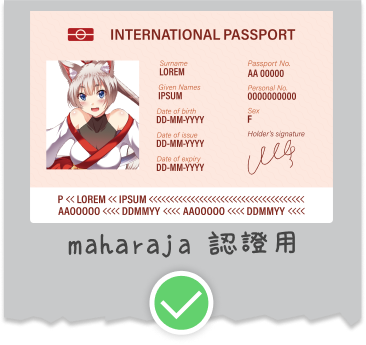 INTERNATIONAL PASSPORT
Surname
LOREM
Passport No.
AA 00000
Given Names
IPSUM
Personal No.
0000000000
Date of birth
DD-MM-YYYY
Sex
F
Date of issue
DD-MM-YYYY
Holder's signature
Date of expiry
DD-MM-YYYY
P << LOREM << IPSUM <<<<<<<<<<<<<<<<<<<<<<<<<<<<<<<<<<<
AA00000 <<<< DDMMYY <<<< AA00000 <<<< DDMMYY <<<<
maharaja 認證用